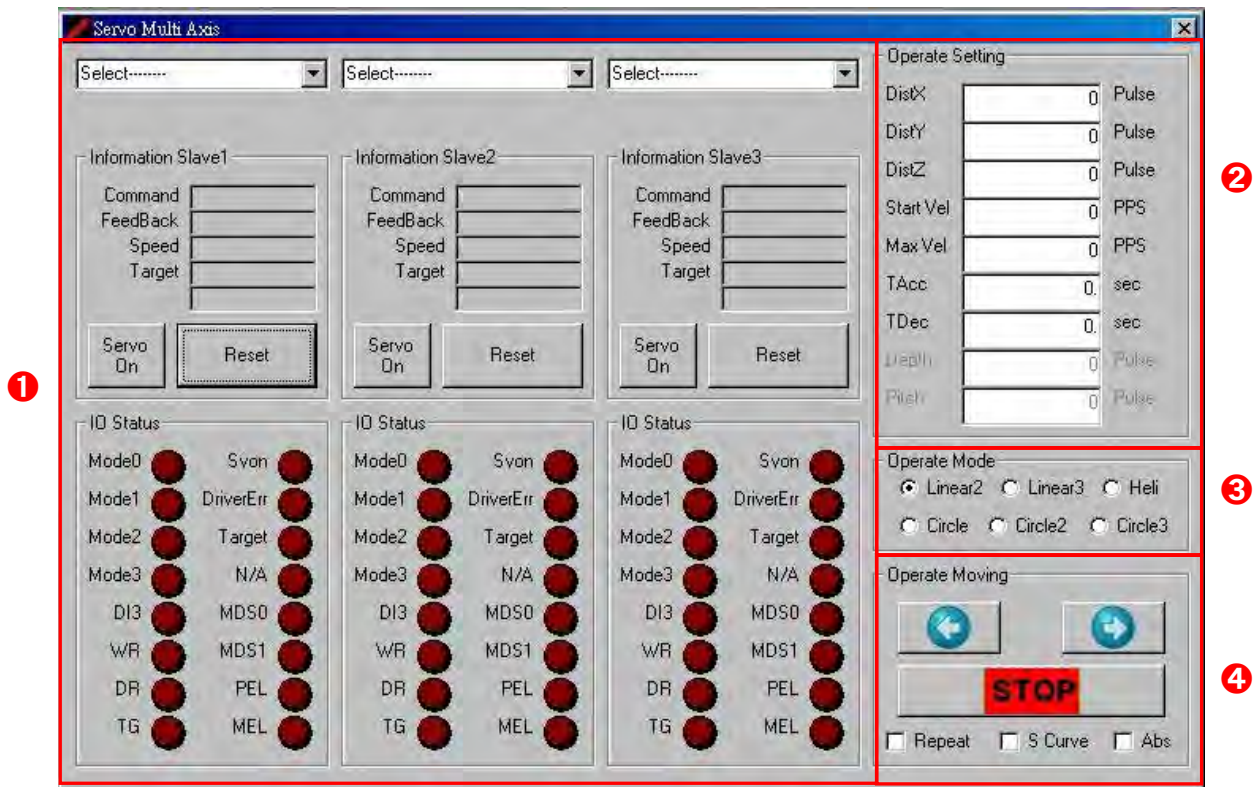 Servo Multi Axis
Select--------
Select--------
Select--------
Information Slave1
Command
FeedBack
Speed
Target
Servo On
Reset
Information Slave2
Command
FeedBack
Speed
Target
Servo On
Reset
Information Slave3
Command
FeedBack
Speed
Target
Servo On
Reset
❶
IO Status
Mode0 Svon
Mode1 DriverErr
Mode2 Target
Mode3 N/A
DI3 MDS0
WR MDS1
DR PEL
TG MEL
IO Status
Mode0 Svon
Mode1 DriverErr
Mode2 Target
Mode3 N/A
DI3 MDS0
WR MDS1
DR PEL
TG MEL
IO Status
Mode0 Svon
Mode1 DriverErr
Mode2 Target
Mode3 N/A
DI3 MDS0
WR MDS1
DR PEL
TG MEL
Operate Setting
DistX 0 Pulse
DistY 0 Pulse
DistZ 0 Pulse
Start Vel 0 PPS
Max Vel 0 PPS
TAcc 0. sec
TDec 0. sec
Depth 0 Pulse
Pitch 0 Pulse
❷
Operate Mode
Linear2 Linear3 Heli
Circle Circle2 Circle3
❸
Operate Moving
STOP
Repeat S Curve Abs
❹